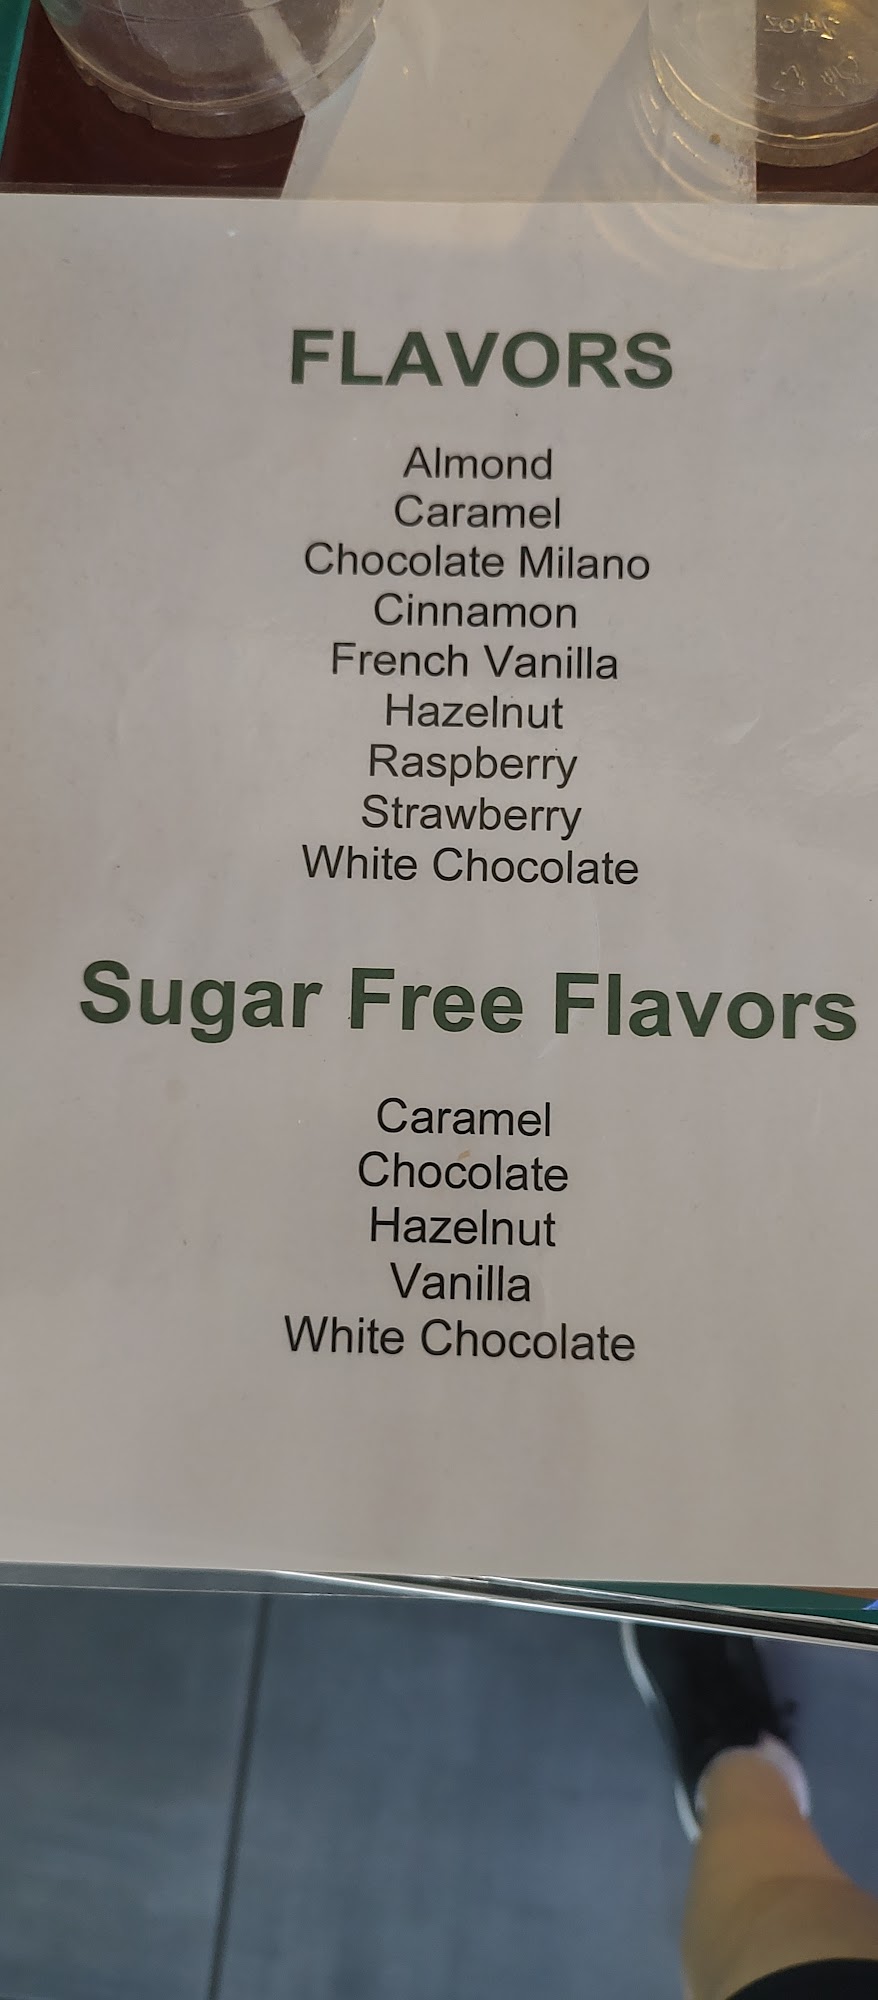 FLAVORS
Almond
Caramel
Chocolate Milano
Cinnamon
French Vanilla
Hazelnut
Raspberry
Strawberry
White Chocolate
Sugar Free Flavors
Caramel
Chocolate
Hazelnut
Vanilla
White Chocolate